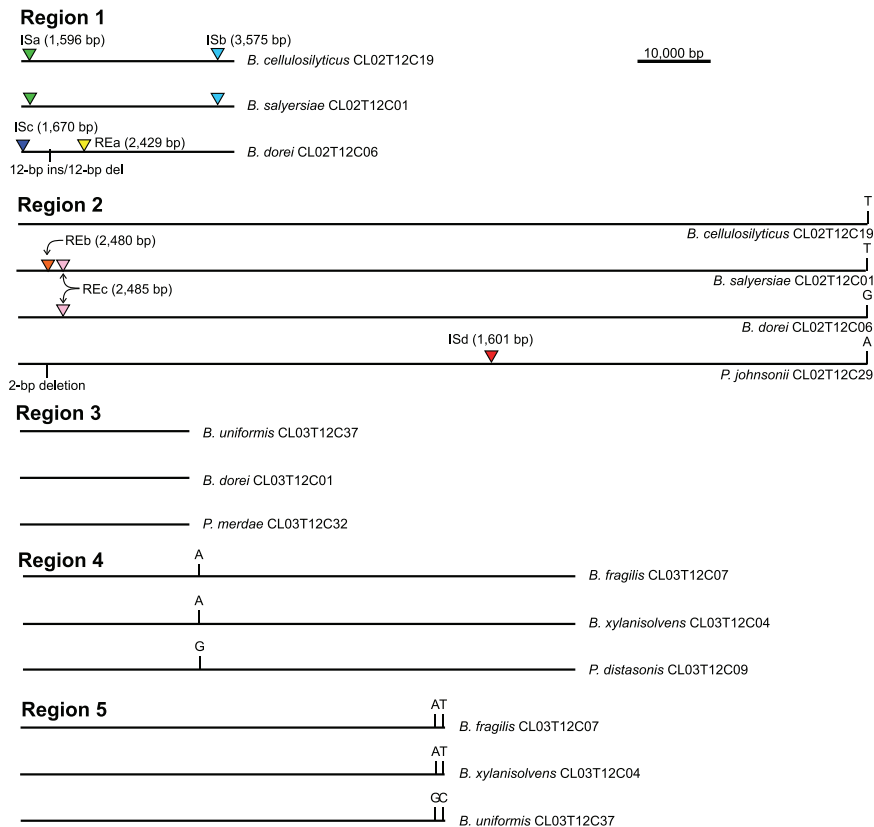 Region 1
ISa (1,596 bp)
ISb (3,575 bp)
10,000 bp
B. cellulosilyticus CL02T12C19
B. salyersiae CL02T12C01
ISc (1,670 bp)
REa (2,429 bp)
B. dorei CL02T12C06
12-bp ins/12-bp del
Region 2
T
B. cellulosilyticus CL02T12C19
REb (2,480 bp)
T
B. salyersiae CL02T12C01
REc (2,485 bp)
G
B. dorei CL02T12C06
ISd (1,601 bp)
A
P. johnsonii CL02T12C29
2-bp deletion
Region 3
B. uniformis CL03T12C37
B. dorei CL03T12C01
P. merdae CL03T12C32
Region 4
A
B. fragilis CL03T12C07
A
B. xylanisolvens CL03T12C04
G
P. distasonis CL03T12C09
Region 5
AT
B. fragilis CL03T12C07
AT
B. xylanisolvens CL03T12C04
GC
B. uniformis CL03T12C37